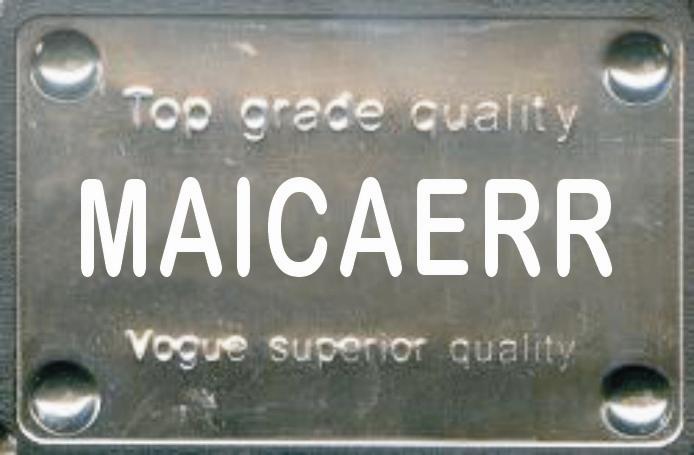 Top grade quality
MAICAERR
Vogue superior quality